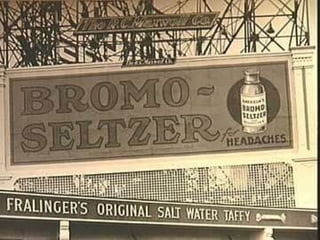 BROMO-
SELTZER
for
HEADACHES
EMERSON'S
BROMO-
SELTZER
FRALINGER'S ORIGINAL SALT WATER TAFFY